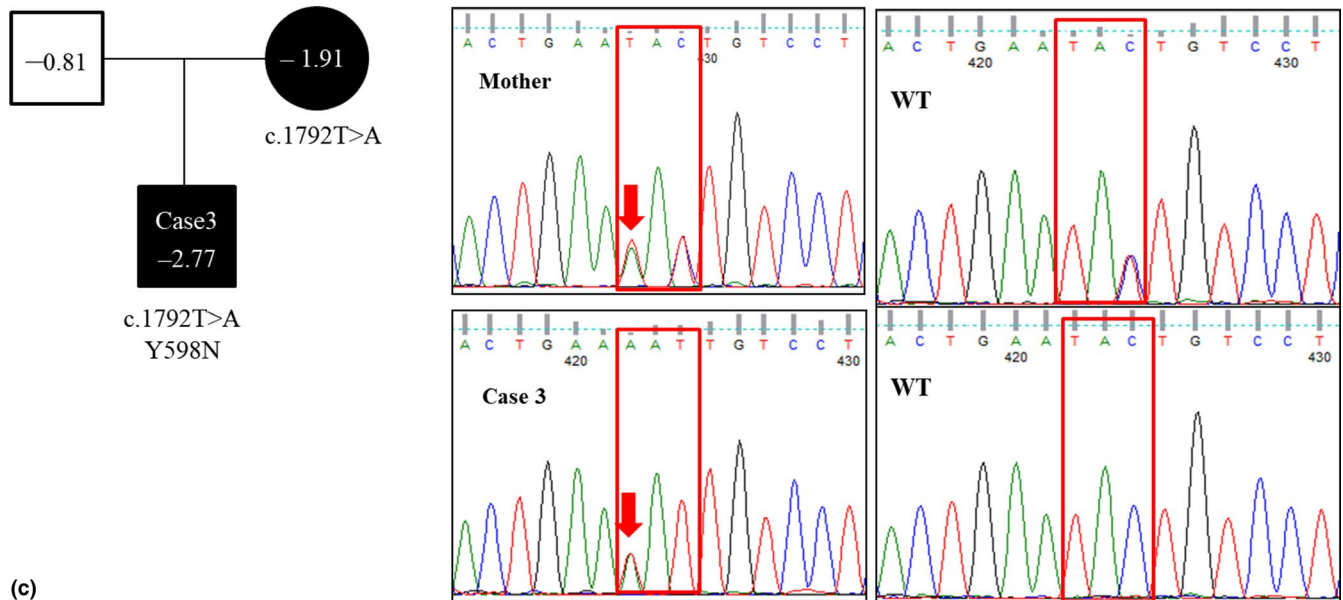 −0.81
−1.91
c.1792T>A
Case3
−2.77
c.1792T>A
Y598N
(c)
A C T G A A T A C T G T C C T
430
Mother
A C T G A A T A C T G T C C T
420 430
WT
A C T G A A A A T T G T C C T
420 430
Case 3
A C T G A A T A C T G T C C T
420 430
WT